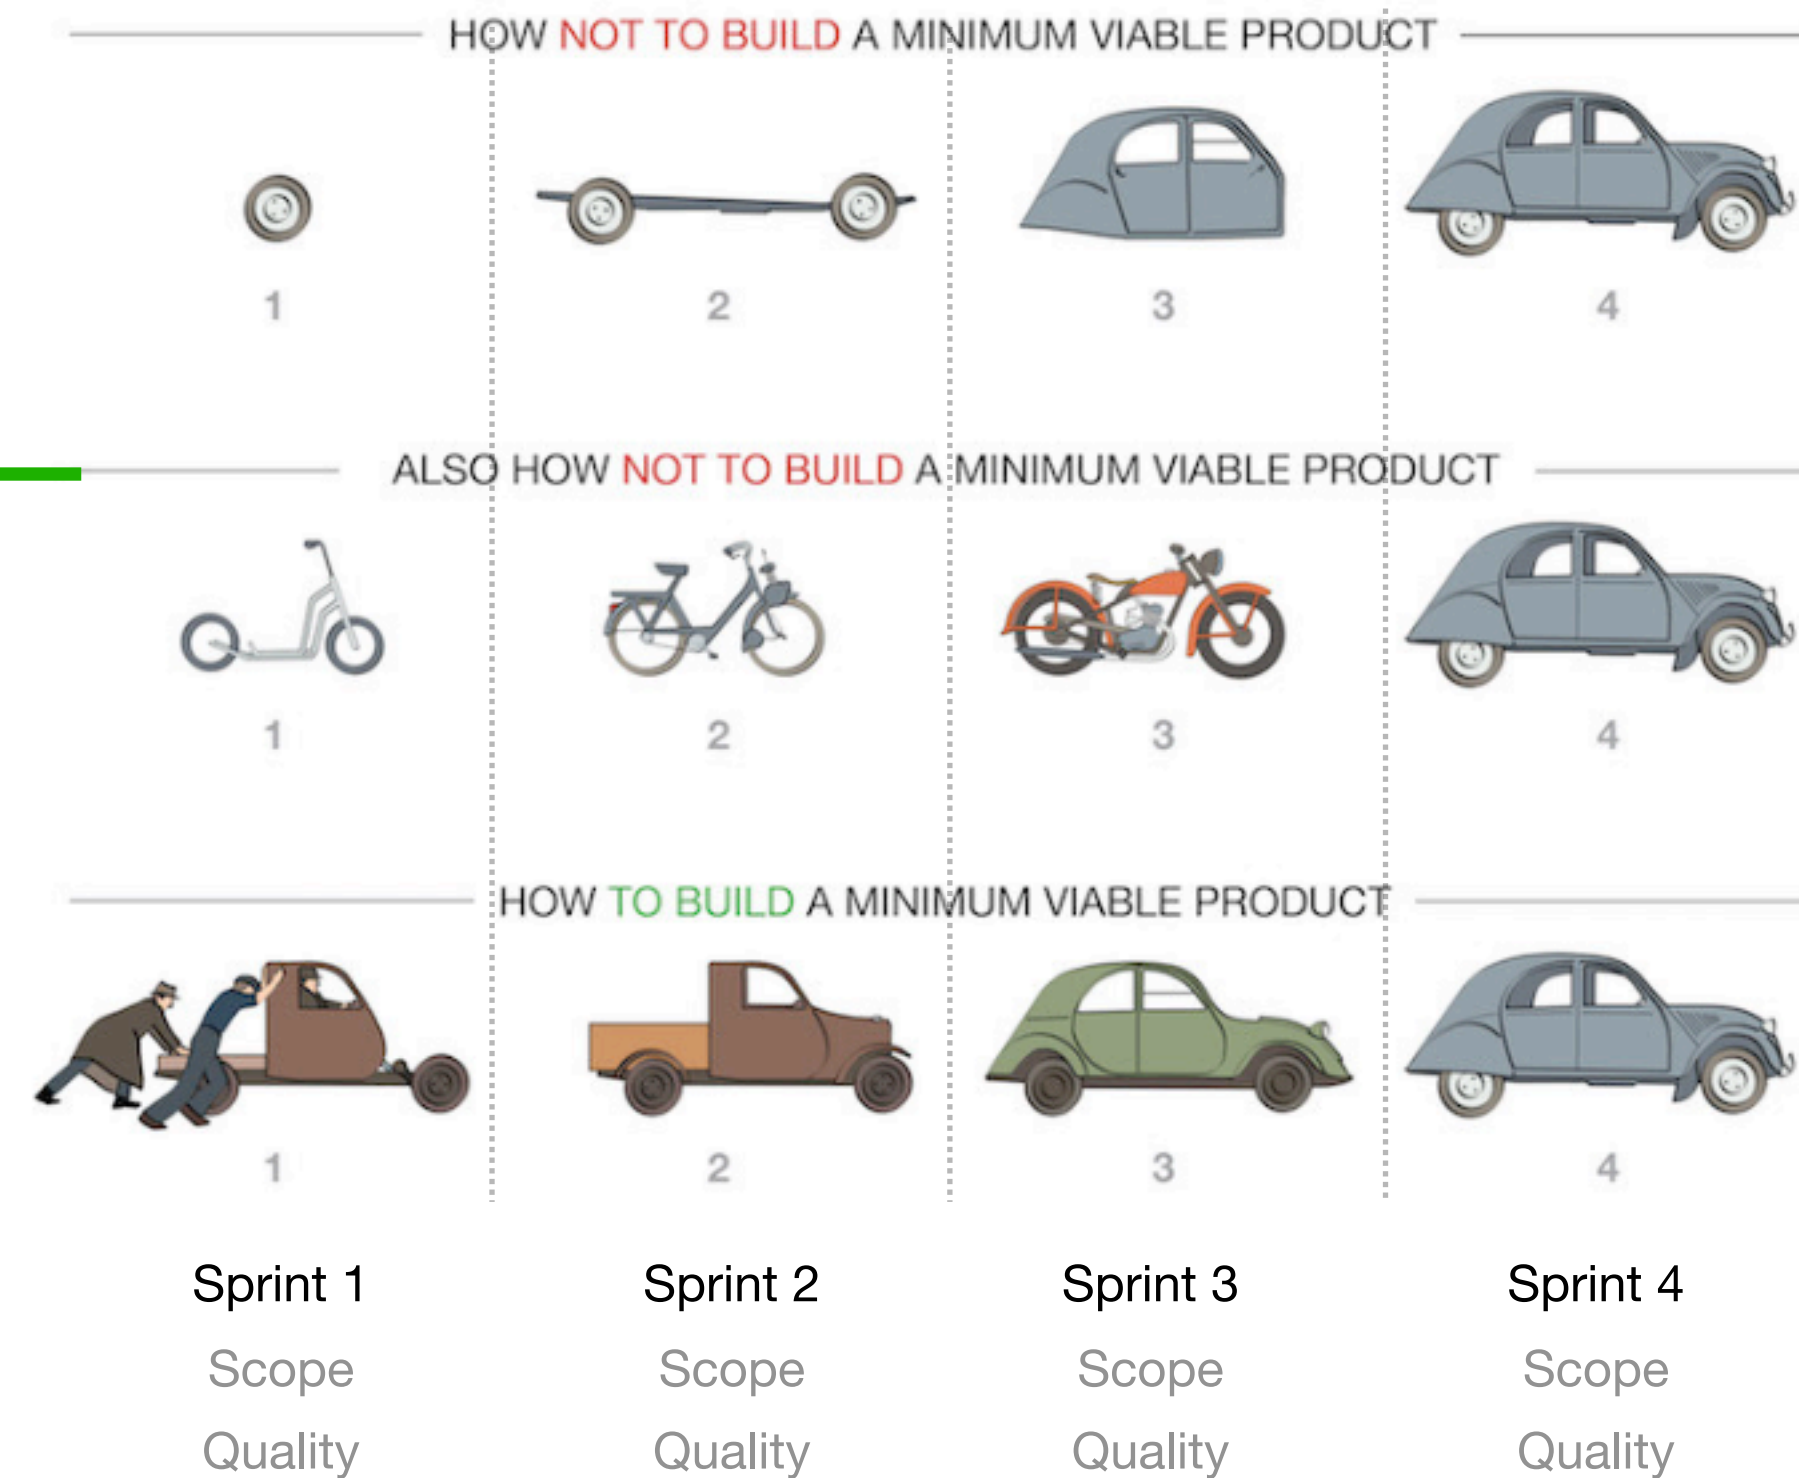 HOW NOT TO BUILD A MINIMUM VIABLE PRODUCT
1 2 3 4
ALSO HOW NOT TO BUILD A MINIMUM VIABLE PRODUCT
1 2 3 4
HOW TO BUILD A MINIMUM VIABLE PRODUCT
1 2 3 4
Sprint 1 Sprint 2 Sprint 3 Sprint 4
Scope Scope Scope Scope
Quality Quality Quality Quality